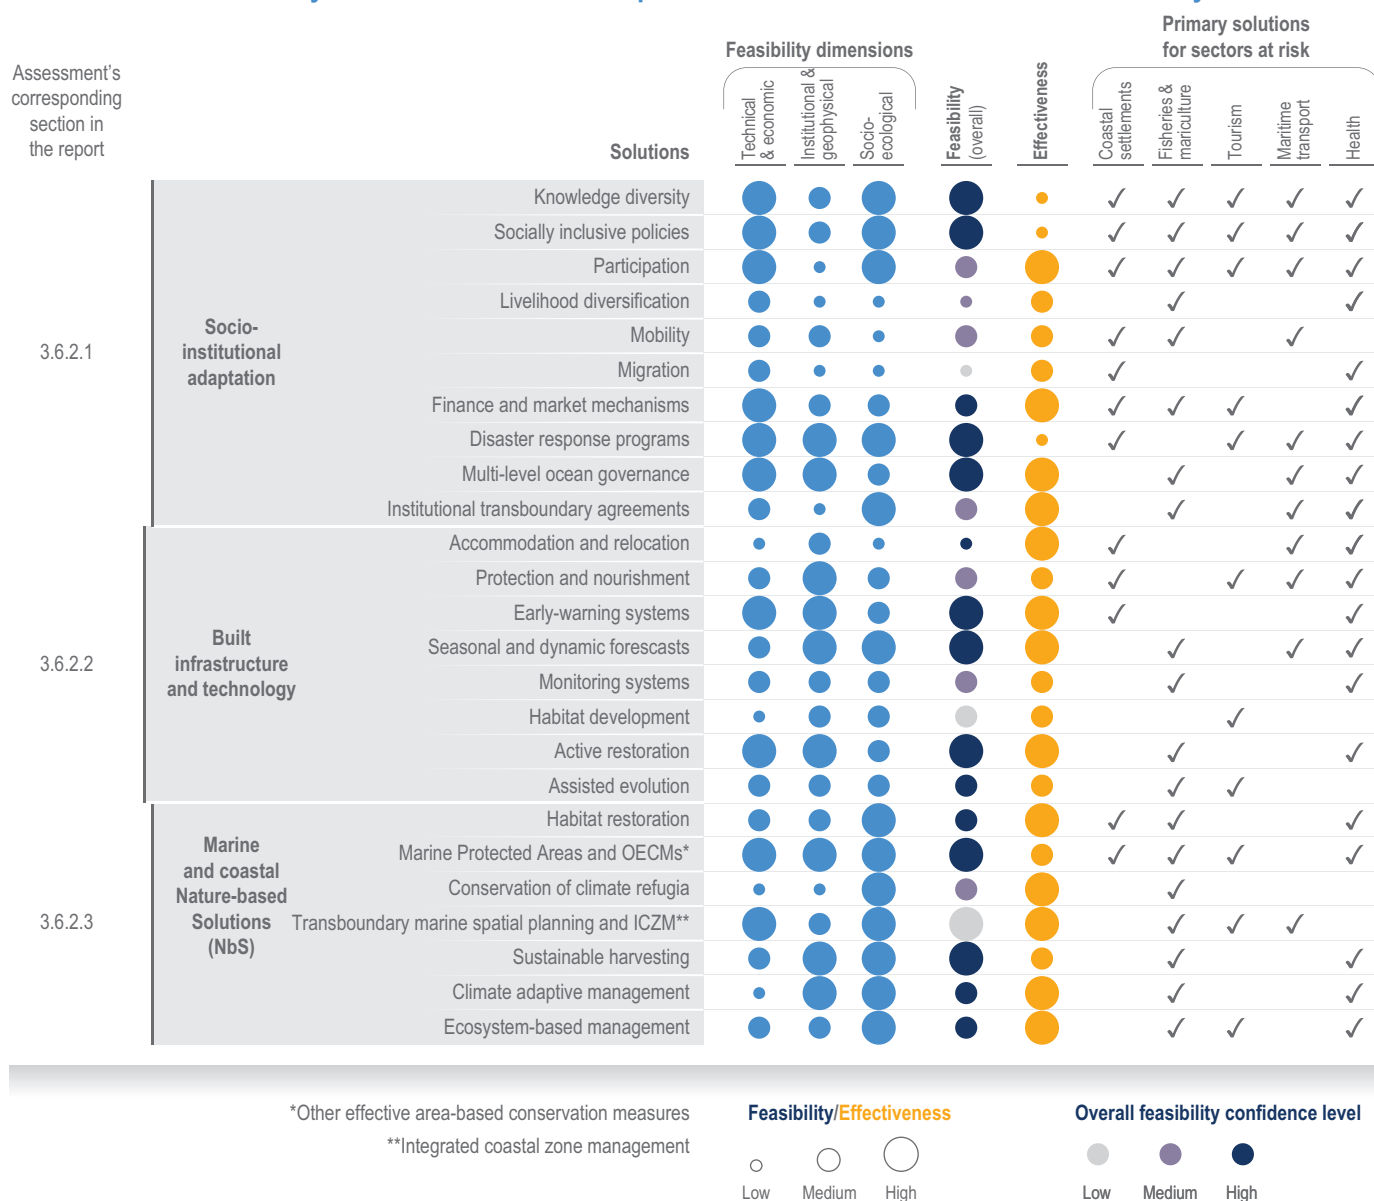 Primary solutions
for sectors at risk
Feasibility dimensions
Assessment's
corresponding
section in
the report
Solutions
Technical
& economic
Institutional &
geophysical
Socio-
ecological
Feasibility
(overall)
Effectiveness
Coastal
settlements
Fisheries &
mariculture
Tourism
Maritime
transport
Health
3.6.2.1
Socio-
institutional
adaptation
Knowledge diversity
Socially inclusive policies
Participation
Livelihood diversification
Mobility
Migration
Finance and market mechanisms
Disaster response programs
Multi-level ocean governance
Institutional transboundary agreements
3.6.2.2
Built
infrastructure
and technology
Accommodation and relocation
Protection and nourishment
Early-warning systems
Seasonal and dynamic forescasts
Monitoring systems
Habitat development
Active restoration
Assisted evolution
3.6.2.3
Marine
and coastal
Nature-based
Solutions
(NbS)
Habitat restoration
Marine Protected Areas and OECMs*
Conservation of climate refugia
Transboundary marine spatial planning and ICZM**
Sustainable harvesting
Climate adaptive management
Ecosystem-based management
*Other effective area-based conservation measures
**Integrated coastal zone management
Feasibility/Effectiveness
Low Medium High
Overall feasibility confidence level
Low Medium High